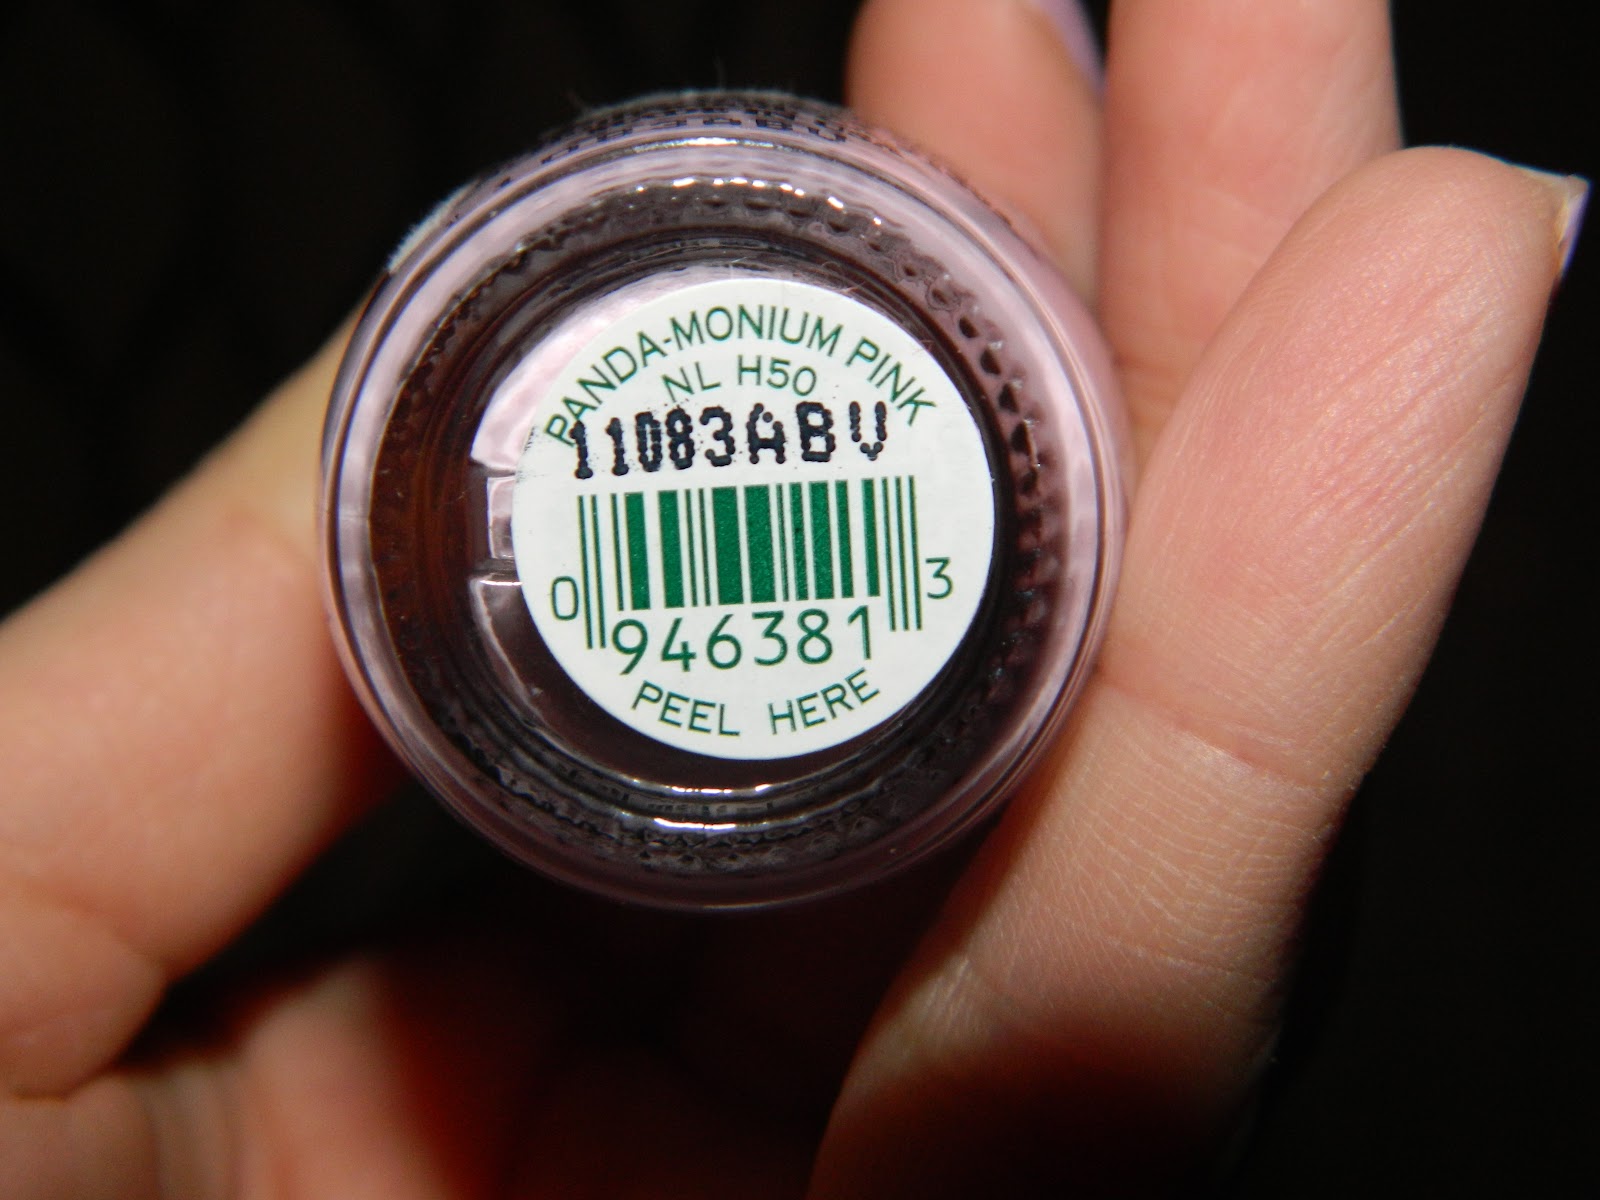 PANDA-MONIUM PINK
NL H50
11083ABV
0 946381 3
PEEL HERE